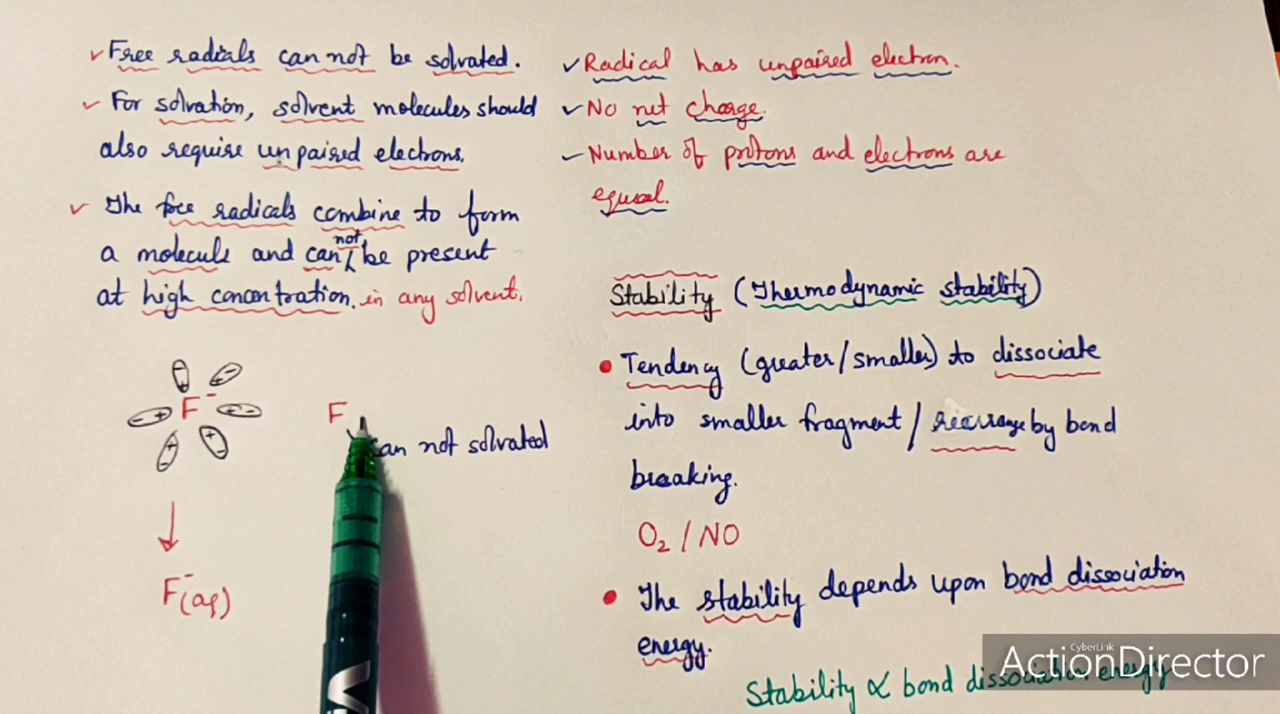 ✓Free radicals can not be solvated.
✓ For solvation, solvent molecules should
also require unpaired electrons.
✓ The free radicals combine to form
a molecule and can not be present
at high concentration. in any solvent.
F⁻
F⁻(aq)
F
can not solvated
✓Radical has unpaired electron.
✓No net charge.
✓Number of protons and electrons are
equal.
Stability (Thermodynamic stability)
• Tendency (greater/smaller) to dissociate
into smaller fragment / rearrange by bond
breaking.
O₂ / NO
• The stability depends upon bond dissociation
energy.
Stability ∝ bond dissociation energy
CyberLink
ActionDirector